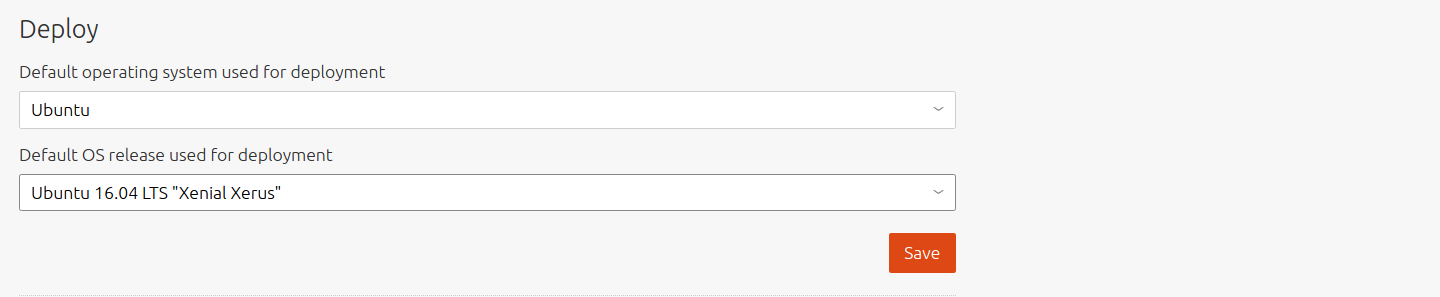 Deploy
Default operating system used for deployment
Ubuntu
Default OS release used for deployment
Ubuntu 16.04 LTS "Xenial Xerus"
Save